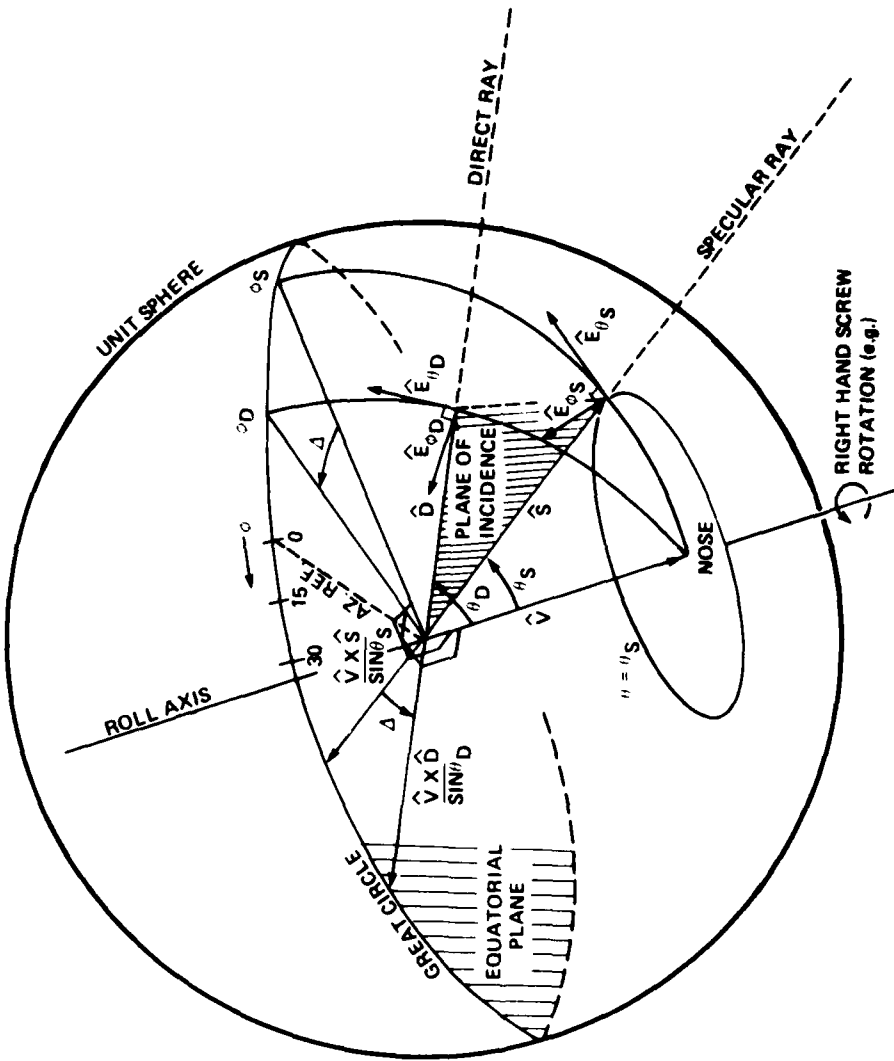 UNIT SPHERE
DIRECT RAY
SPECULAR RAY
ROLL AXIS
GREAT CIRCLE
EQUATORIAL
PLANE
PLANE OF
INCIDENCE
AZ. REF.
0
15
30
ϕ
ϕD
ϕS
Δ
Δ
ÊθD
ÊϕD
ÊθS
ÊϕS
D̂
Ŝ
V̂
θD
θS
V̂ X Ŝ
SINθS
V̂ X D̂
SINθD
θ = θS
NOSE
RIGHT HAND SCREW
ROTATION (e.g.)